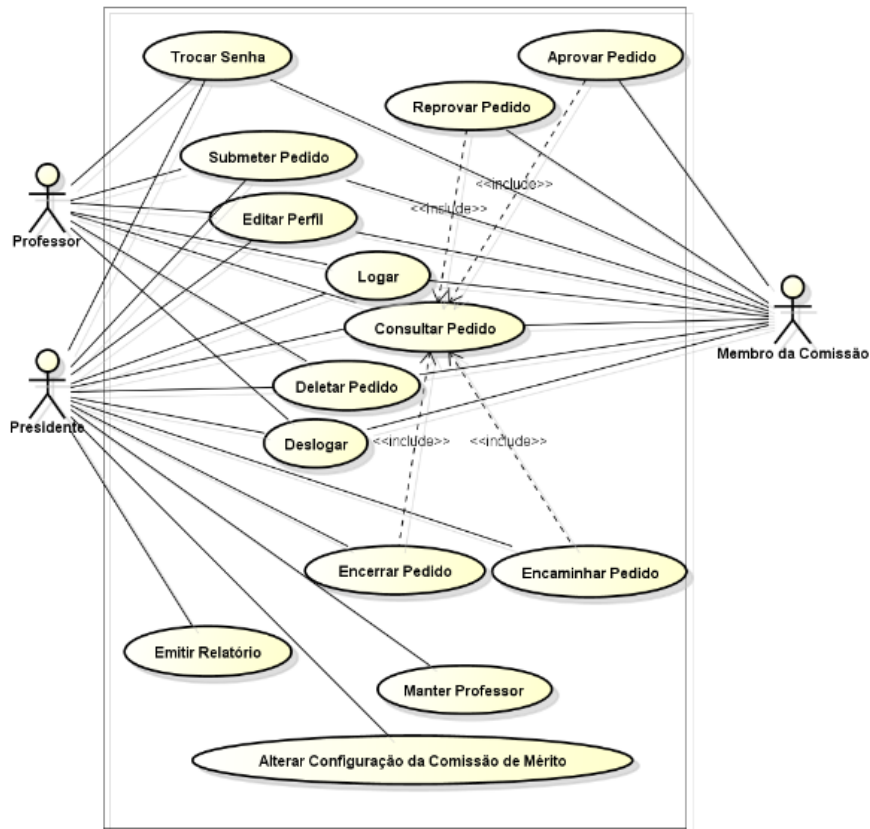 Trocar Senha
Aprovar Pedido
Reprovar Pedido
Submeter Pedido
<<include>>
<<include>>
Editar Perfil
Professor
Logar
Consultar Pedido
Membro da Comissão
Deletar Pedido
Presidente
Deslogar
<<include>>
<<include>>
Encerrar Pedido
Encaminhar Pedido
Emitir Relatório
Manter Professor
Alterar Configuração da Comissão de Mérito